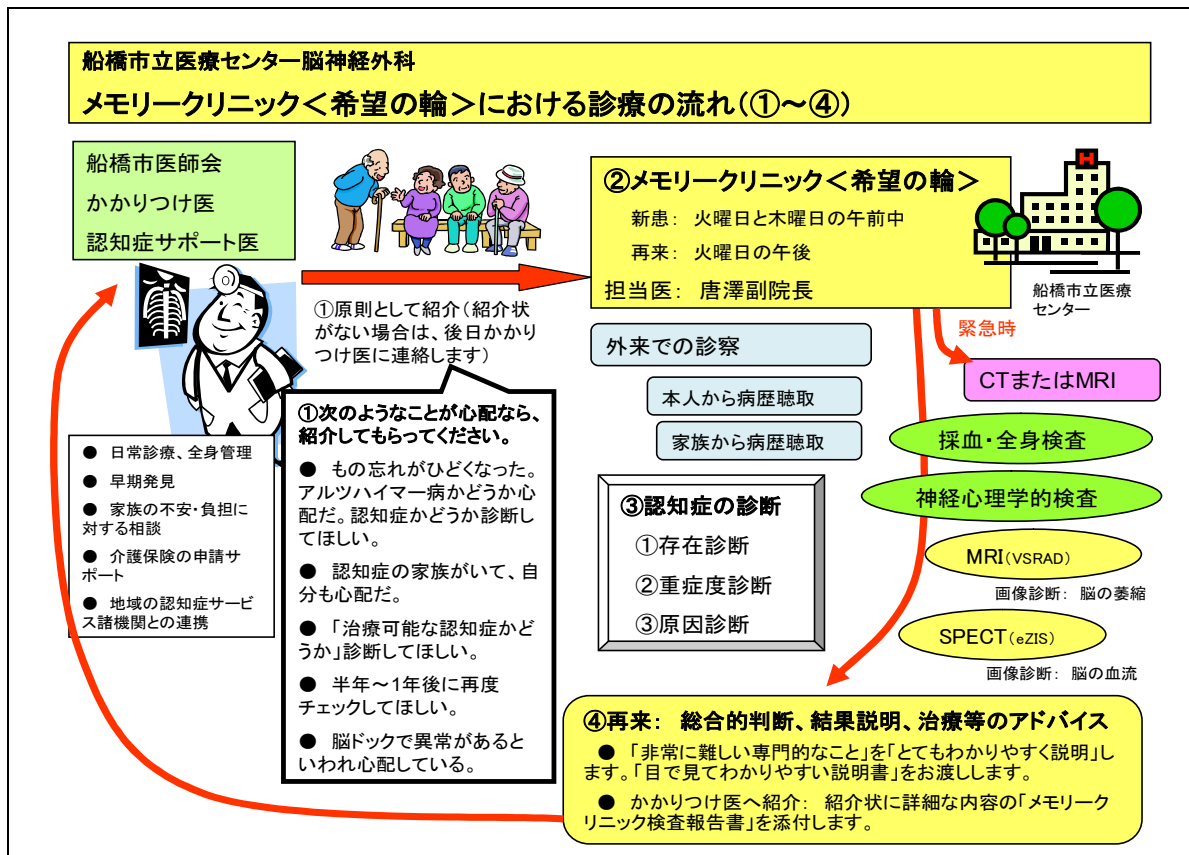 船橋市立医療センター脳神経外科
メモリークリニック＜希望の輪＞における診療の流れ(①～④)
船橋市医師会
かかりつけ医
認知症サポート医
①原則として紹介(紹介状
がない場合は、後日かかり
つけ医に連絡します)
②メモリークリニック＜希望の輪＞
新患： 火曜日と木曜日の午前中
再来： 火曜日の午後
担当医： 唐澤副院長
H
船橋市立医療
センター
緊急時
外来での診察
本人から病歴聴取
家族から病歴聴取
CTまたはMRI
採血・全身検査
神経心理学的検査
MRI(VSRAD)
画像診断： 脳の萎縮
SPECT(eZIS)
画像診断： 脳の血流
● 日常診療、全身管理
● 早期発見
● 家族の不安・負担に
対する相談
● 介護保険の申請サ
ポート
● 地域の認知症サービ
ス諸機関との連携
①次のようなことが心配なら、
紹介してもらってください。
● もの忘れがひどくなった。
アルツハイマー病かどうか心
配だ。認知症かどうか診断し
てほしい。
● 認知症の家族がいて、自
分も心配だ。
● 「治療可能な認知症かど
うか」診断してほしい。
● 半年～1年後に再度
チェックしてほしい。
● 脳ドックで異常があると
いわれ心配している。
③認知症の診断
①存在診断
②重症度診断
③原因診断
④再来： 総合的判断、結果説明、治療等のアドバイス
● 「非常に難しい専門的なこと」を「とてもわかりやすく説明」し
ます。「目で見てわかりやすい説明書」をお渡しします。
● かかりつけ医へ紹介： 紹介状に詳細な内容の「メモリーク
リニック検査報告書」を添付します。